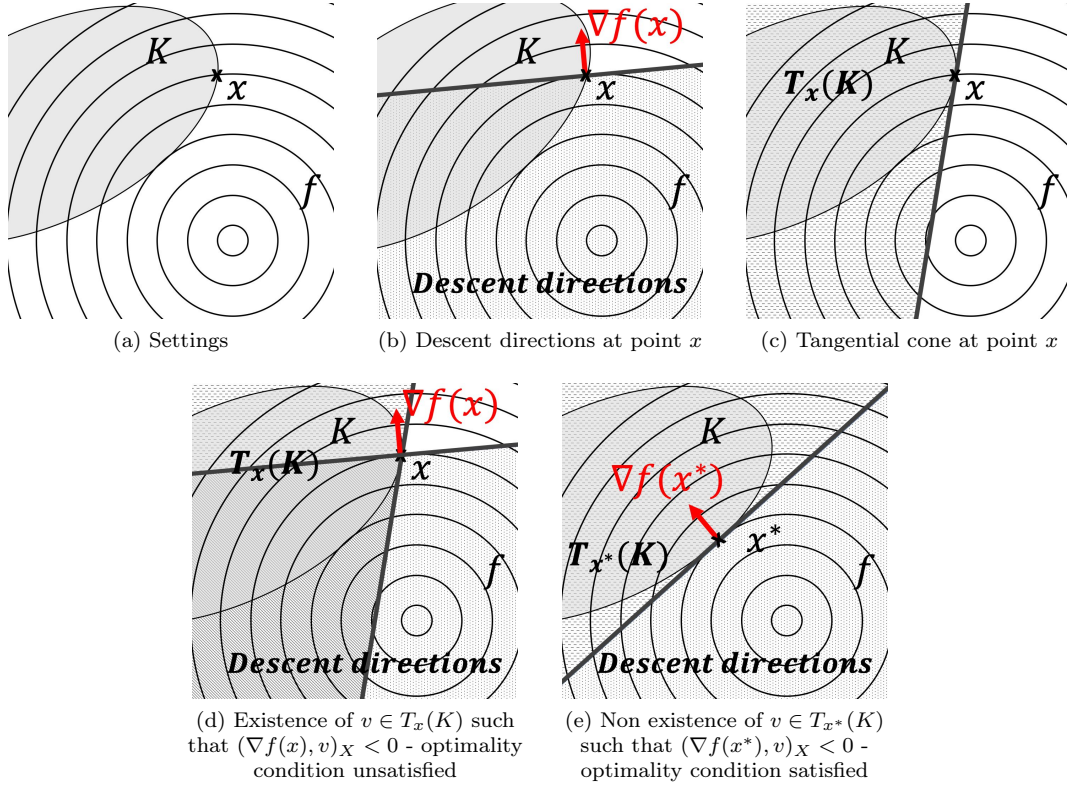 K
x
f
(a) Settings
∇f(x)
K
x
f
Descent directions
(b) Descent directions at point x
K
T_x(K)
x
f
(c) Tangential cone at point x
∇f(x)
K
T_x(K)
x
f
Descent directions
(d) Existence of v ∈ T_x(K) such
that (∇f(x), v)_X < 0 - optimality
condition unsatisfied
K
∇f(x*)
x*
T_{x*}(K)
f
Descent directions
(e) Non existence of v ∈ T_{x*}(K)
such that (∇f(x*), v)_X < 0 -
optimality condition satisfied